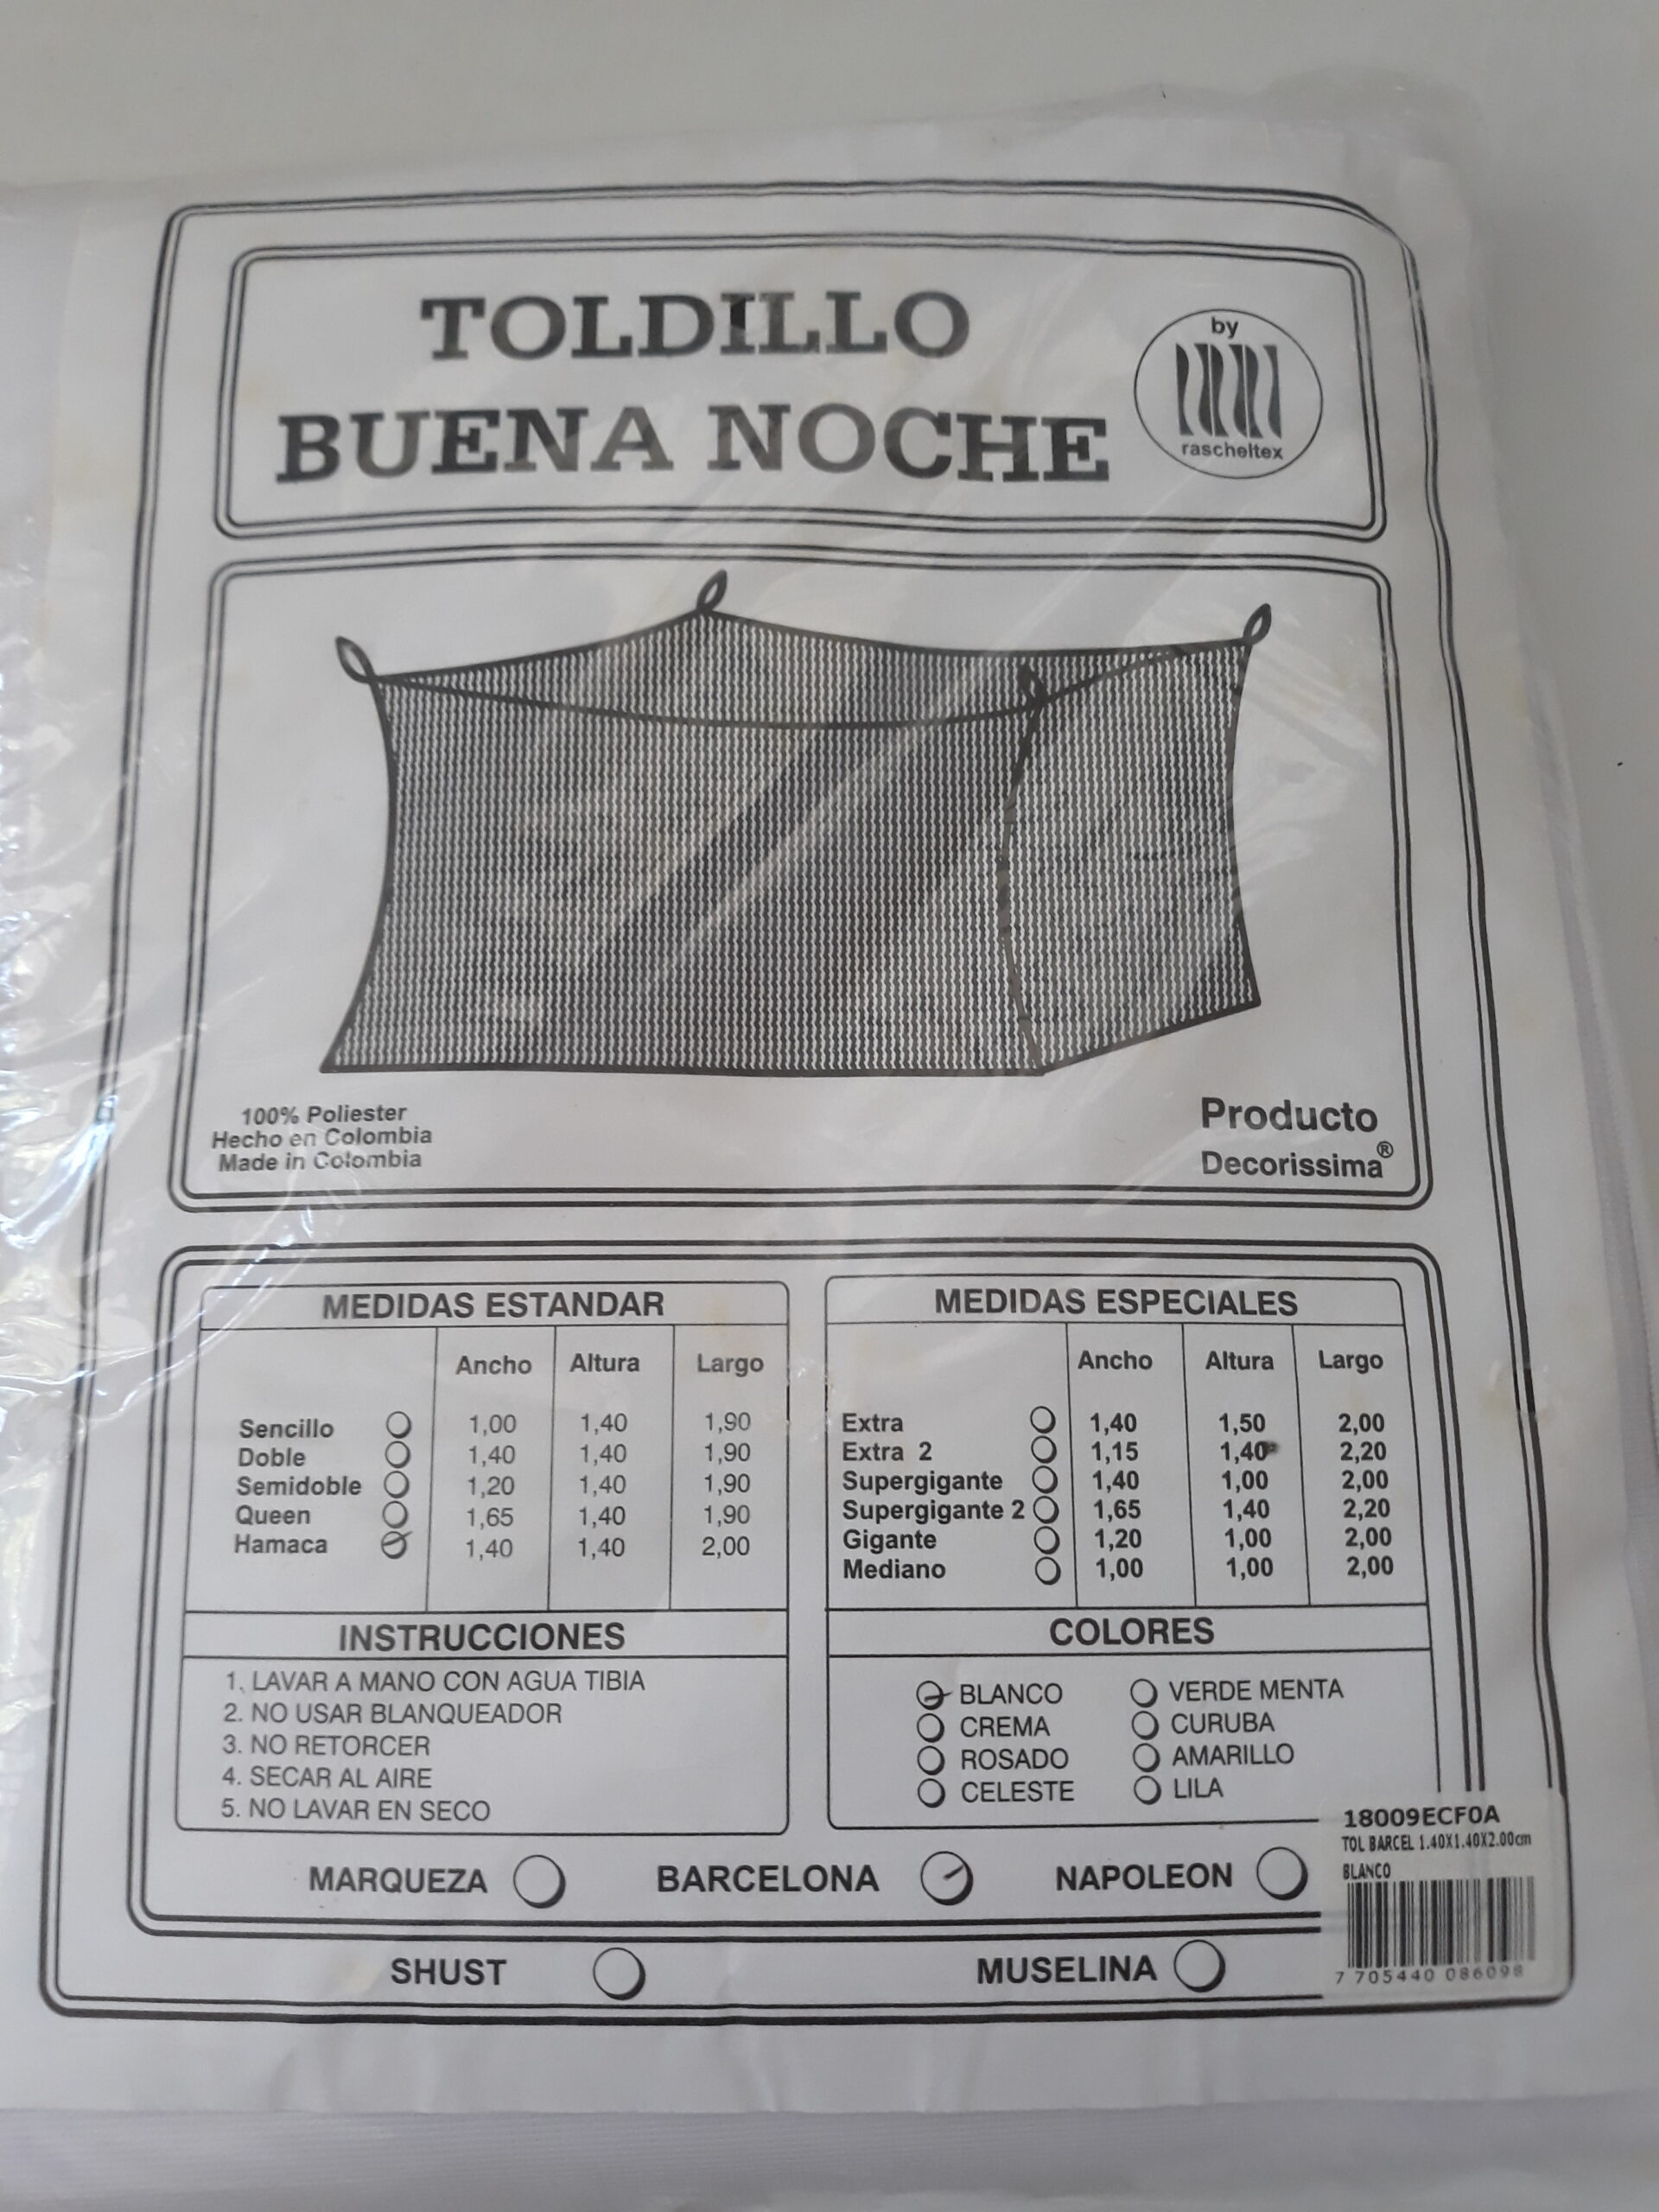 TOLDILLO
BUENA NOCHE
by
rascheltex
100% Poliester
Hecho en Colombia
Made in Colombia
Producto
Decorissima®
MEDIDAS ESTANDAR
Ancho Altura Largo
Sencillo 1,00 1,40 1,90
Doble 1,40 1,40 1,90
Semidoble 1,20 1,40 1,90
Queen 1,65 1,40 1,90
Hamaca 1,40 1,40 2,00
MEDIDAS ESPECIALES
Ancho Altura Largo
Extra 1,40 1,50 2,00
Extra 2 1,15 1,40 2,20
Supergigante 1,40 1,00 2,00
Supergigante 2 1,65 1,40 2,20
Gigante 1,20 1,00 2,00
Mediano 1,00 1,00 2,00
INSTRUCCIONES
1. LAVAR A MANO CON AGUA TIBIA
2. NO USAR BLANQUEADOR
3. NO RETORCER
4. SECAR AL AIRE
5. NO LAVAR EN SECO
COLORES
BLANCO VERDE MENTA
CREMA CURUBA
ROSADO AMARILLO
CELESTE LILA
MARQUEZA BARCELONA NAPOLEON
SHUST MUSELINA
18009ECF0A
TOL BARCEL 1.40X1.40X2.00cm
BLANCO
7 705440 086098